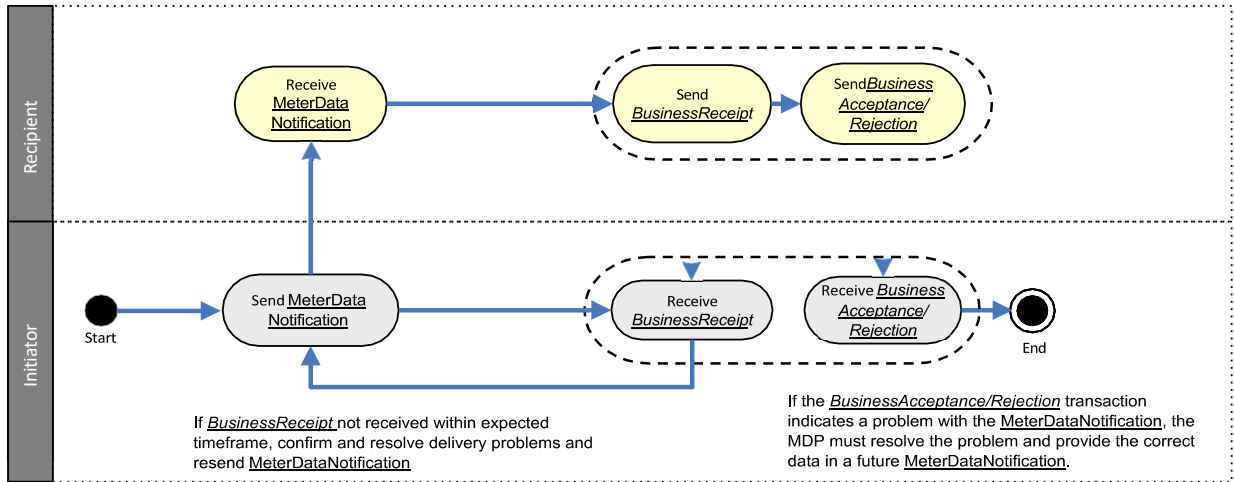 Recipient
Receive
MeterData
Notification
Send
BusinessReceipt
SendBusiness
Acceptance/
Rejection
Initiator
Start
Send MeterData
Notification
Receive
BusinessReceipt
Receive Business
Acceptance/
Rejection
End
If BusinessReceipt not received within expected
timeframe, confirm and resolve delivery problems and
resend MeterDataNotification
If the BusinessAcceptance/Rejection transaction
indicates a problem with the MeterDataNotification, the
MDP must resolve the problem and provide the correct
data in a future MeterDataNotification.